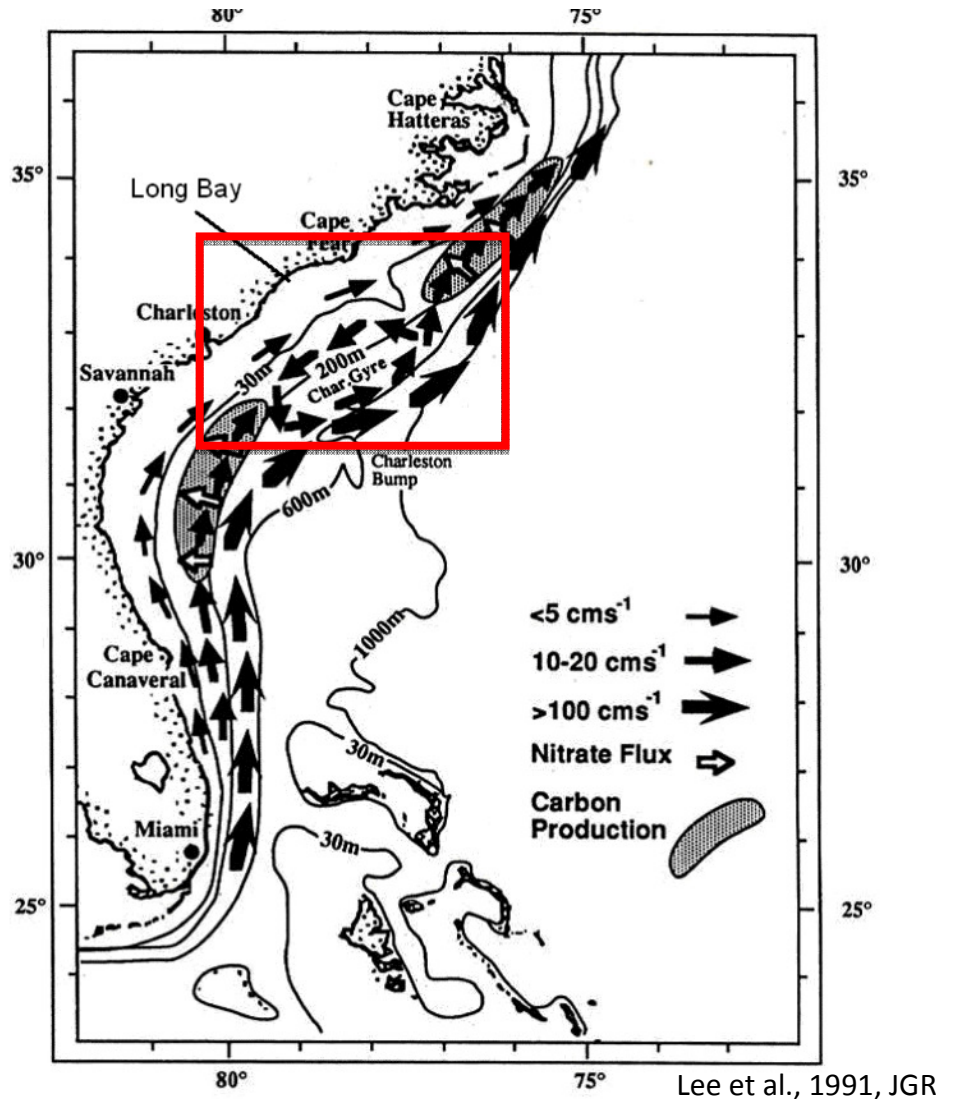 80°
75°
Cape
Hatteras
35°
35°
Long Bay
Cape
Fear
Charleston
Savannah
30m
200m
Char.Gyre
Charleston
Bump
600m
30°
30°
1000m
<5 cms-1
10-20 cms-1
>100 cms-1
Nitrate Flux
Carbon
Production
Cape
Canaveral
30m
Miami
30m
25°
25°
80°
75°
Lee et al., 1991, JGR